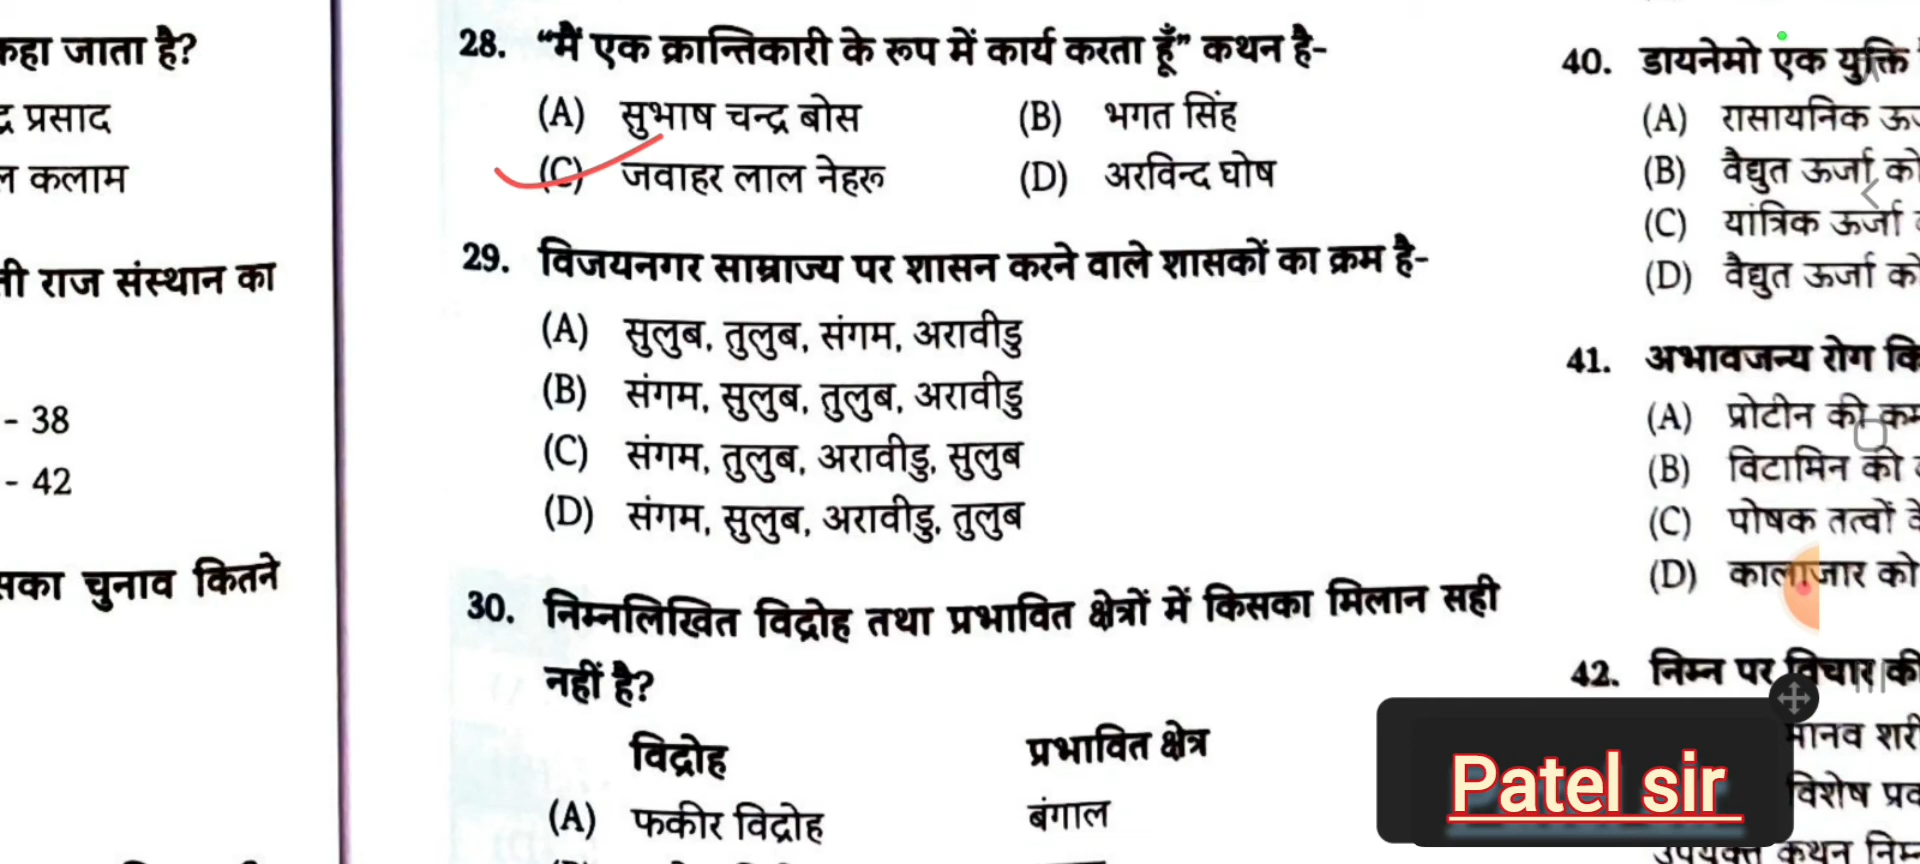 कहा जाता है?
प्रसाद
कलाम
राज संस्थान का
- 38
- 42
चुनाव कितने
28. “मैं एक क्रान्तिकारी के रूप में कार्य करता हूँ” कथन है-
(A) सुभाष चन्द्र बोस (B) भगत सिंह
(C) जवाहर लाल नेहरू (D) अरविन्द घोष
29. विजयनगर साम्राज्य पर शासन करने वाले शासकों का क्रम है-
(A) सुलुब, तुलुब, संगम, अरावीडु
(B) संगम, सुलुब, तुलुब, अरावीडु
(C) संगम, तुलुब, अरावीडु, सुलुब
(D) संगम, सुलुब, अरावीडु, तुलुब
30. निम्नलिखित विद्रोह तथा प्रभावित क्षेत्रों में किसका मिलान सही
नहीं है?
विद्रोह प्रभावित क्षेत्र
(A) फकीर विद्रोह बंगाल
40. डायनेमो एक युक्ति
(A) रासायनिक
(B) वैद्युत ऊर्जा को
(C) यांत्रिक ऊर्जा
(D) वैद्युत ऊर्जा को
41. अभावजन्य रोग
(A) प्रोटीन की
(B) विटामिन की
(C) पोषक तत्वों
(D) कालाजार को
42. निम्न पर विचार
मानव
विशेष
उपर्युक्त कथन
Patel sir